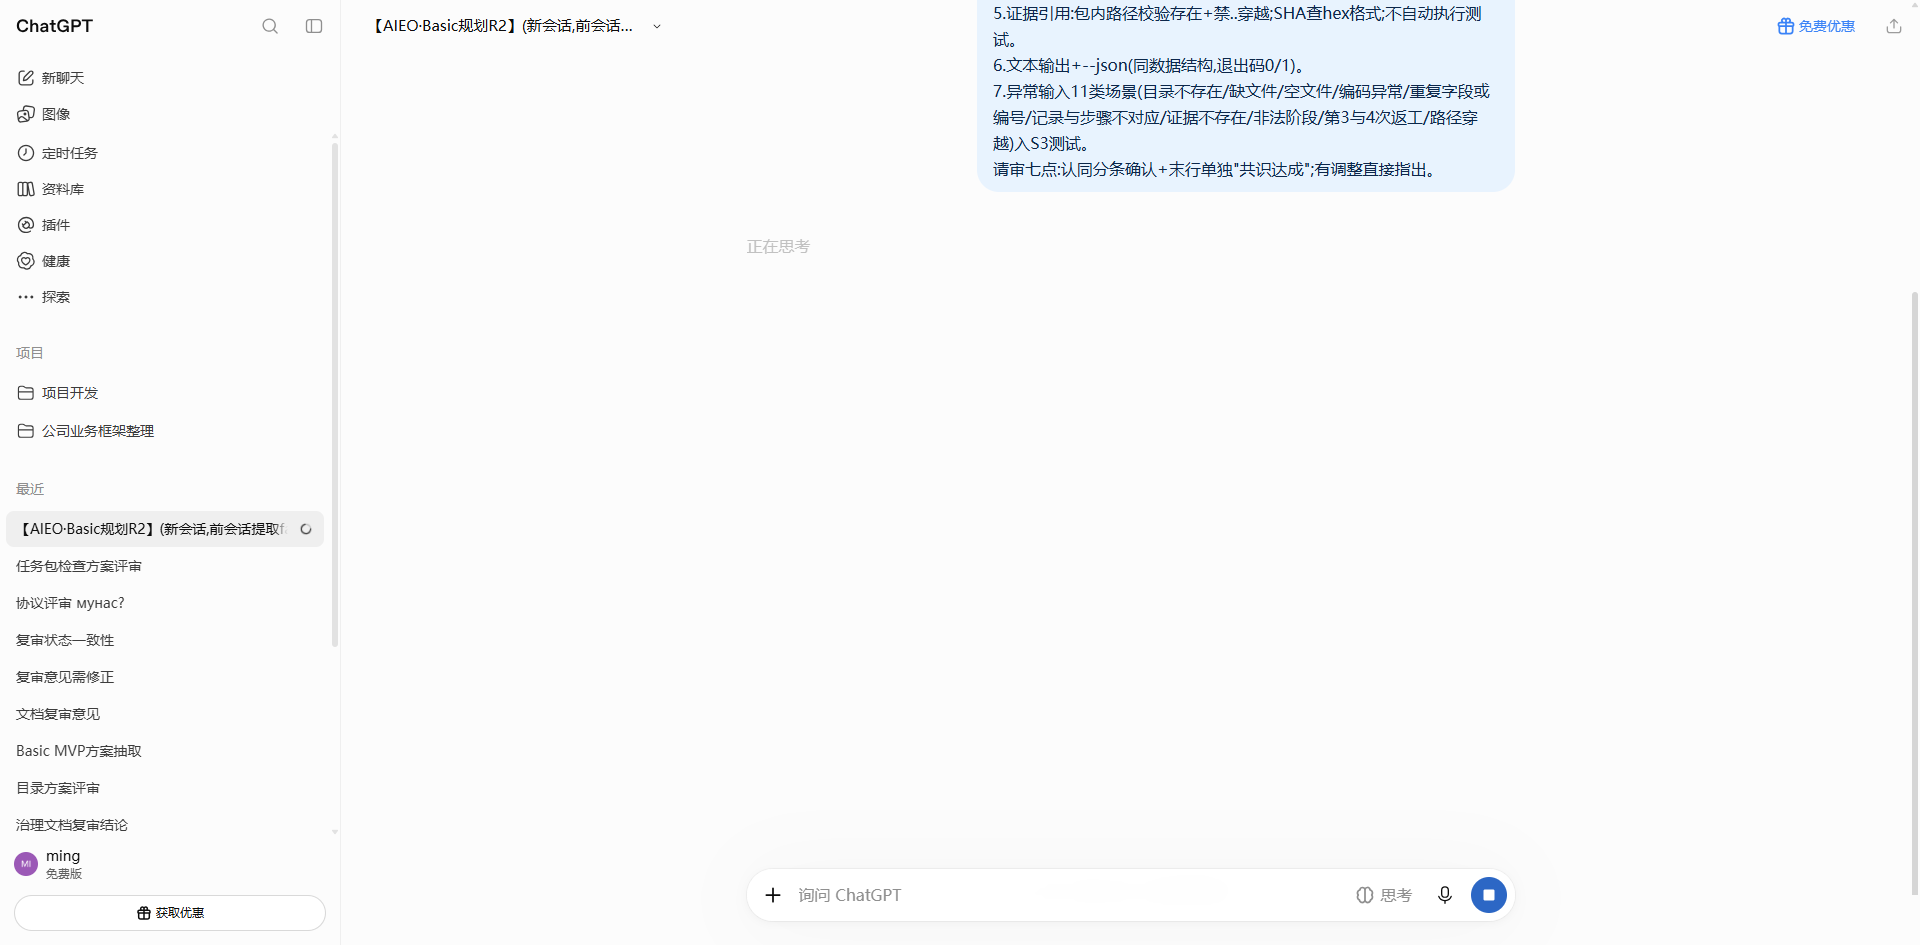 ChatGPT
新聊天
图像
定时任务
资料库
插件
健康
探索
项目
项目开发
公司业务框架整理
最近
【AIEO·Basic规划R2】(新会话,前会话提取
任务包检查方案评审
协议评审 мунас?
复审状态一致性
复审意见需修正
文档复审意见
Basic MVP方案抽取
目录方案评审
治理文档复审结论
MI
ming
免费版
获取优惠
【AIEO·Basic规划R2】(新会话,前会话...
免费优惠
5.证据引用:包内路径校验存在+禁..穿越;SHA查hex格式;不自动执行测
试。
6.文本输出+--json(同数据结构,退出码0/1)。
7.异常输入11类场景(目录不存在/缺文件/空文件/编码异常/重复字段或
编号/记录与步骤不对应/证据不存在/非法阶段/第3与4次返工/路径穿
越)入S3测试。
请审七点:认同分条确认+末行单独"共识达成";有调整直接指出。
正在思考
询问 ChatGPT
思考